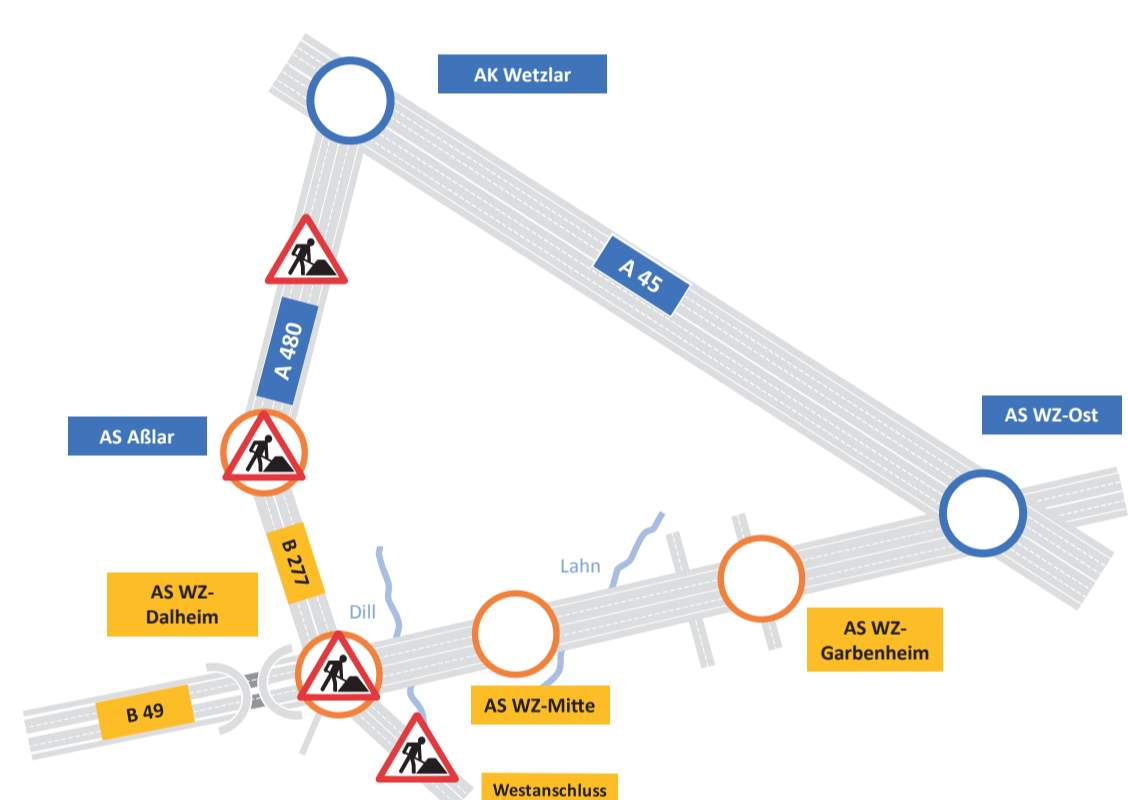 AK Wetzlar
A 45
A 480
AS WZ-Ost
AS Aßlar
B 277
Lahn
AS WZ-
Dalheim
Dill
AS WZ-
Garbenheim
AS WZ-Mitte
B 49
Westanschluss